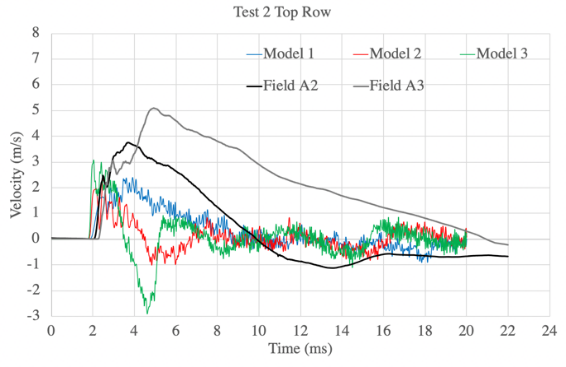 Test 2 Top Row
Model 1
Model 2
Model 3
Field A2
Field A3
Velocity (m/s)
8
7
6
5
4
3
2
1
0
-1
-2
-3
0 2 4 6 8 10 12 14 16 18 20 22 24
Time (ms)